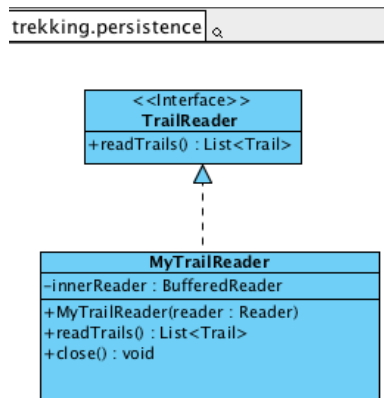 trekking.persistence
<<Interface>>
TrailReader
+readTrails() : List<Trail>
MyTrailReader
-innerReader : BufferedReader
+MyTrailReader(reader : Reader)
+readTrails() : List<Trail>
+close() : void